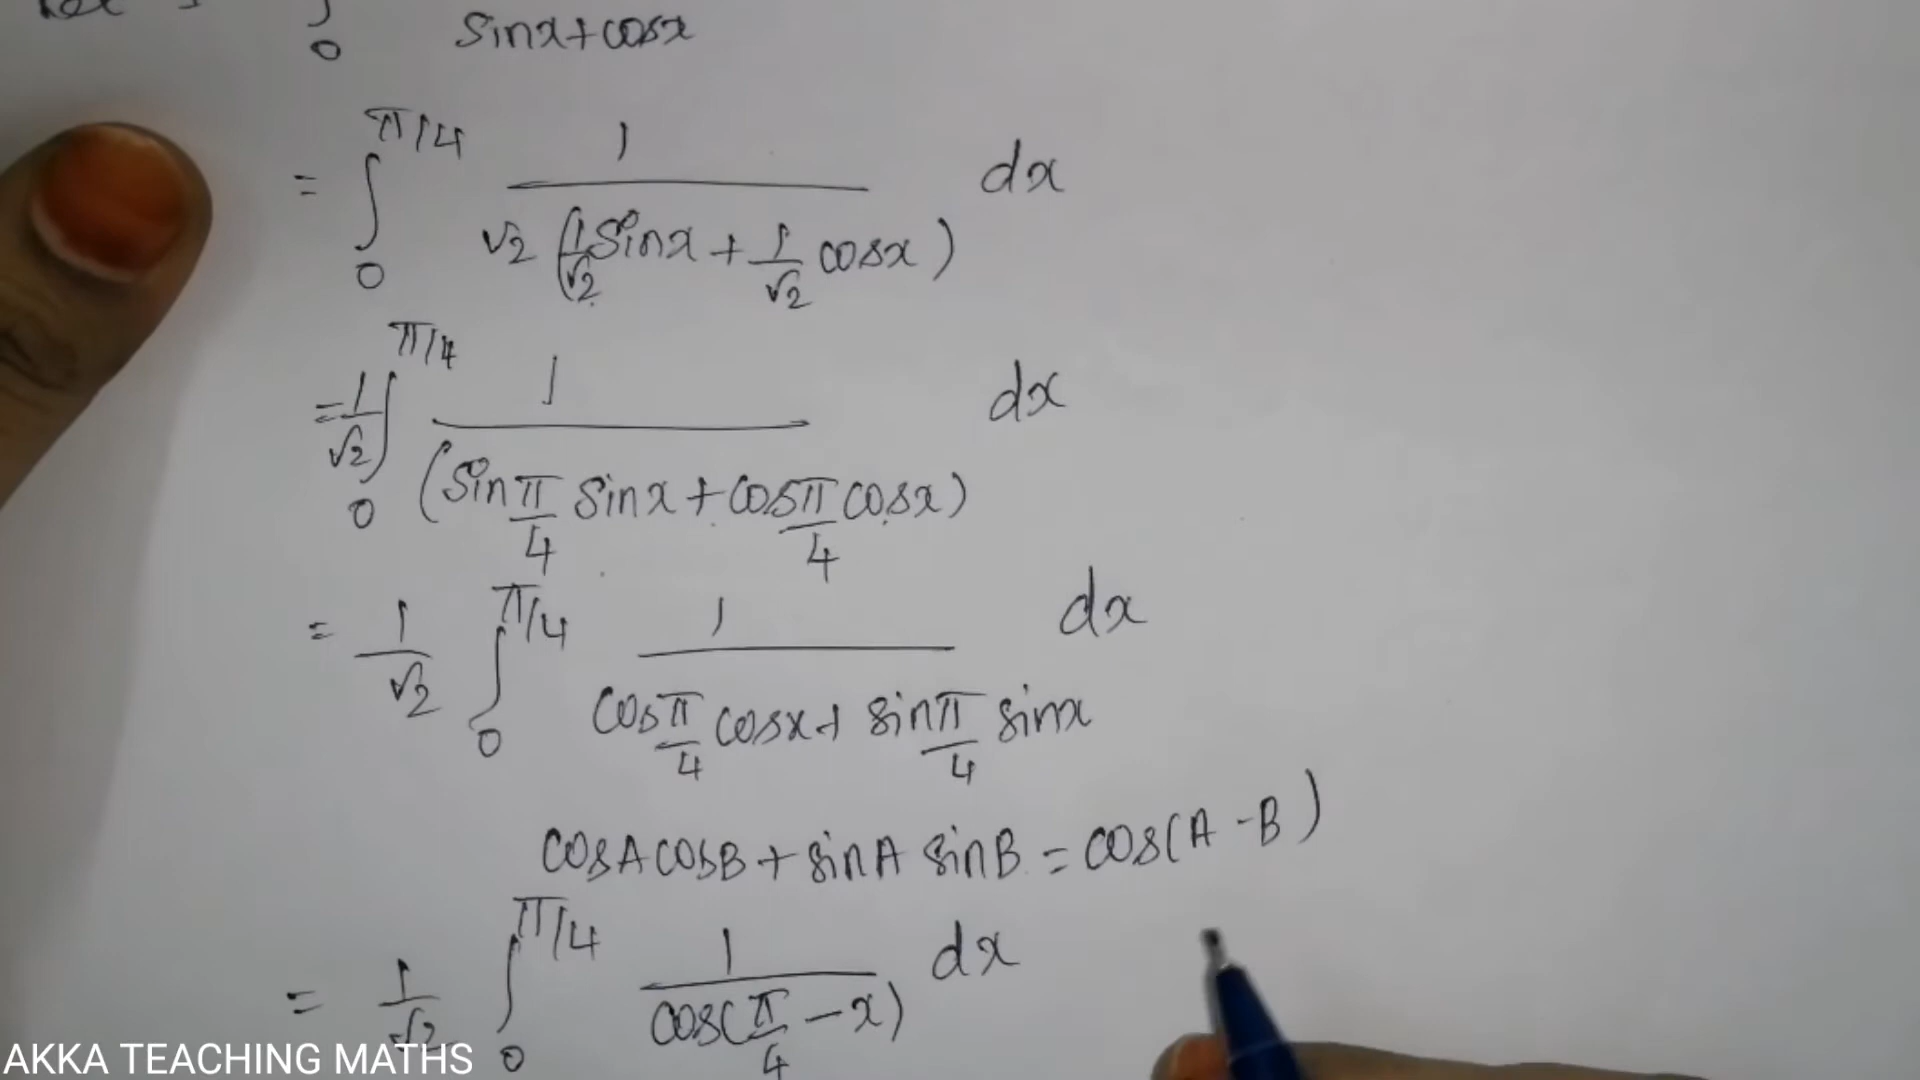 ∫
0 sinx+cosx
= ∫ 0 π/4 1 / √2 (1/√2 sinx + 1/√2 cosx) dx
= 1/√2 ∫ 0 π/4 1 / (sin π/4 sinx + cos π/4 cosx) dx
= 1/√2 ∫ 0 π/4 1 / cos π/4 cosx + sin π/4 sinx dx
cosA cosB + sinA sinB = cos(A-B)
= 1/√2 ∫ 0 π/4 1 / cos(π/4 - x) dx
AKKA TEACHING MATHS